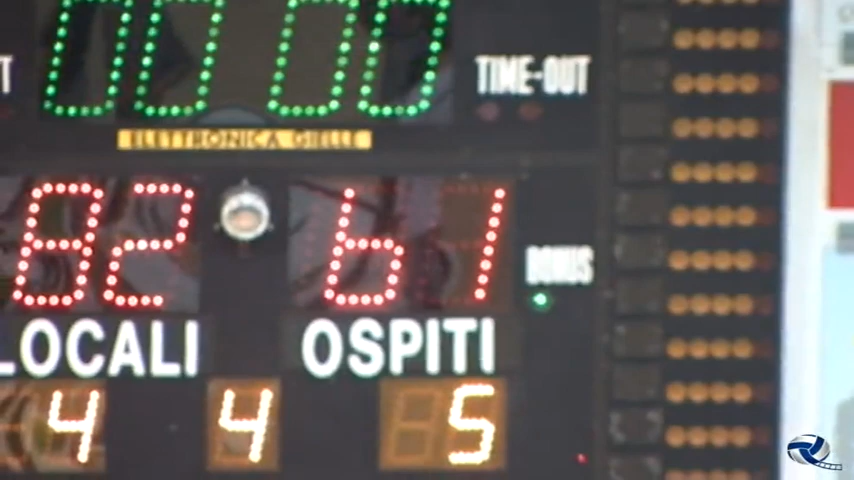 00 00
TIME-OUT
ELETTRONICA GIELLE
82 61
BONUS
LOCALI OSPITI
4 4 5